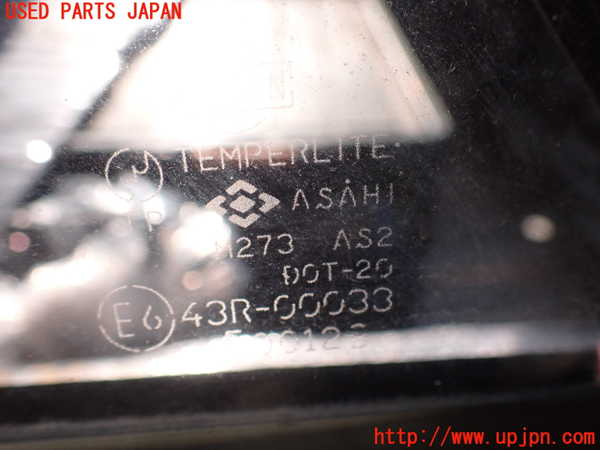 USED PARTS JAPAN
TEMPERLITE
J P
ASAHI
M273 AS2
DOT-20
E6 43R-00033
http://www.upjpn.com